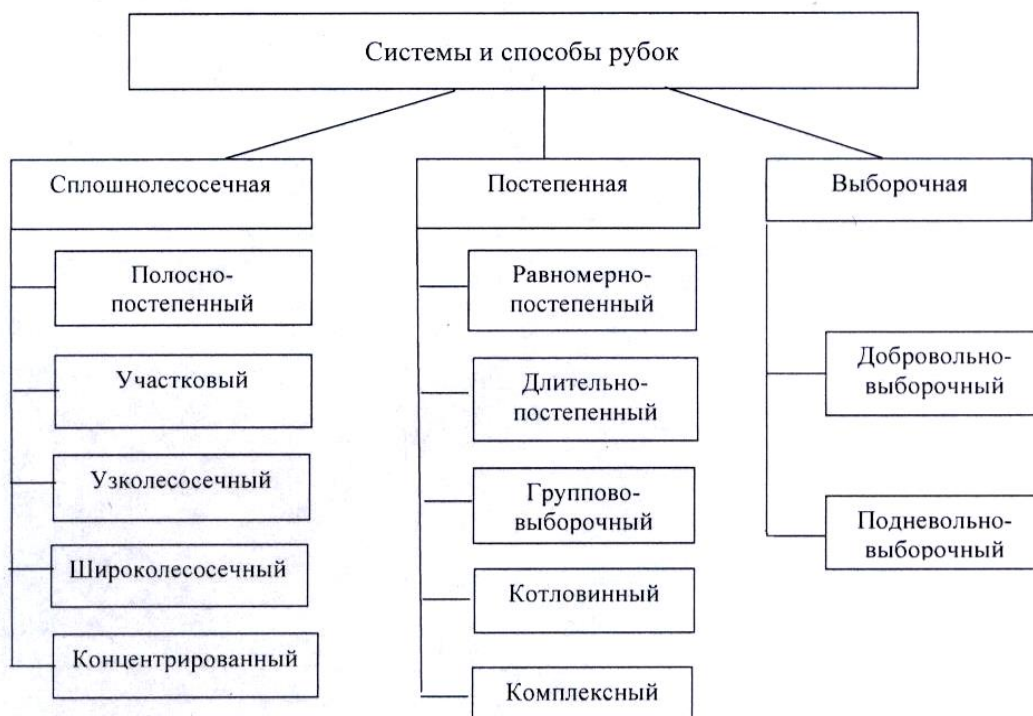 Системы и способы рубок
Сплошнолесосечная
Полосно-
постепенный
Участковый
Узколесосечный
Широколесосечный
Концентрированный
Постепенная
Равномерно-
постепенный
Длительно-
постепенный
Группово-
выборочный
Котловинный
Комплексный
Выборочная
Добровольно-
выборочный
Подневольно-
выборочный